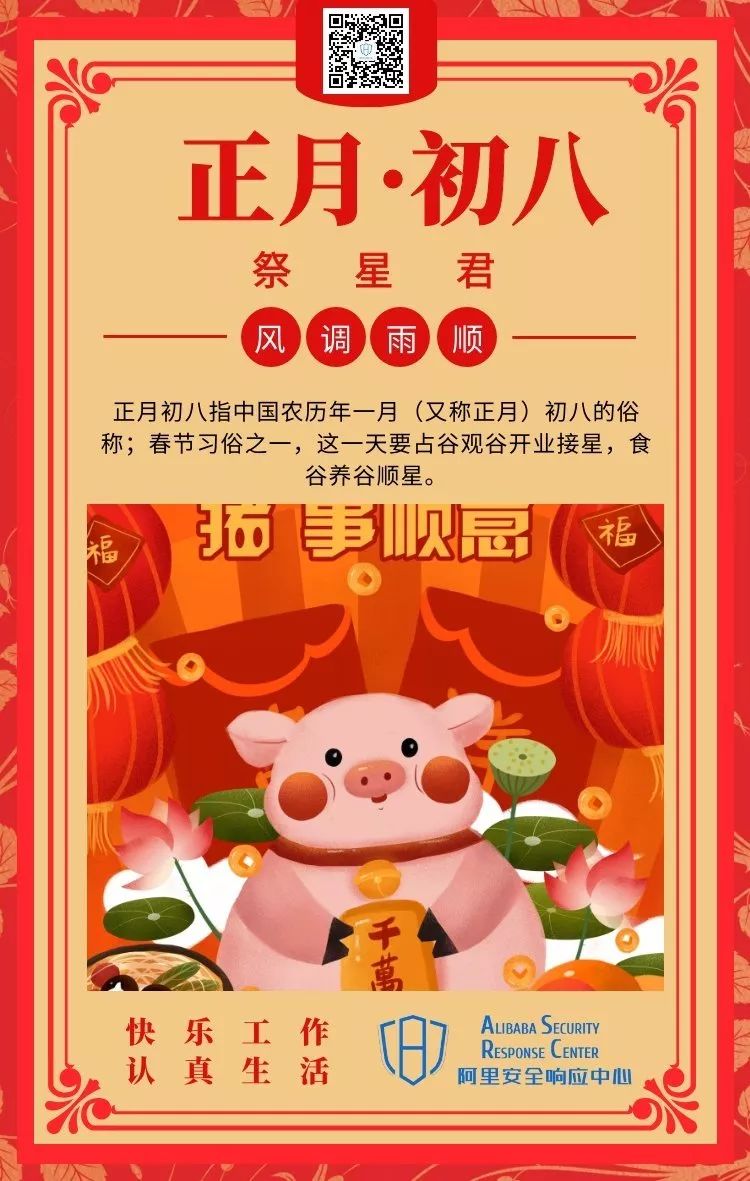 正月·初八
祭星君
风调雨顺
正月初八指中国农历年一月（又称正月）初八的俗
称；春节习俗之一，这一天要占谷观谷开业接星，食
谷养谷顺星。
猪事顺意
福
福
千
萬
快乐工作
认真生活
ALIBABA SECURITY
RESPONSE CENTER
阿里安全响应中心